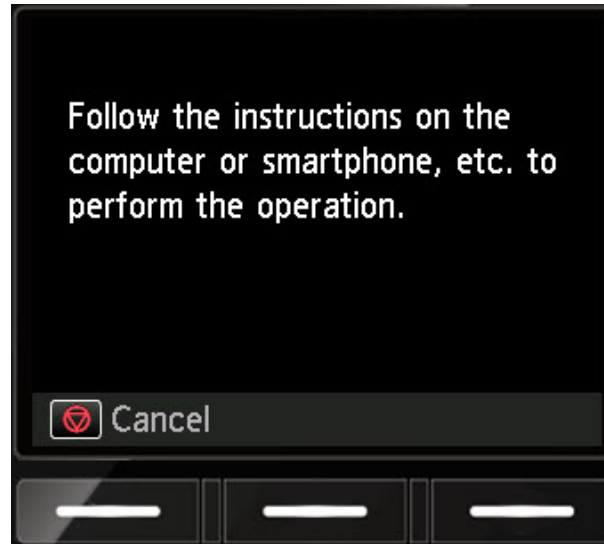 Follow the instructions on the
computer or smartphone, etc. to
perform the operation.
Cancel